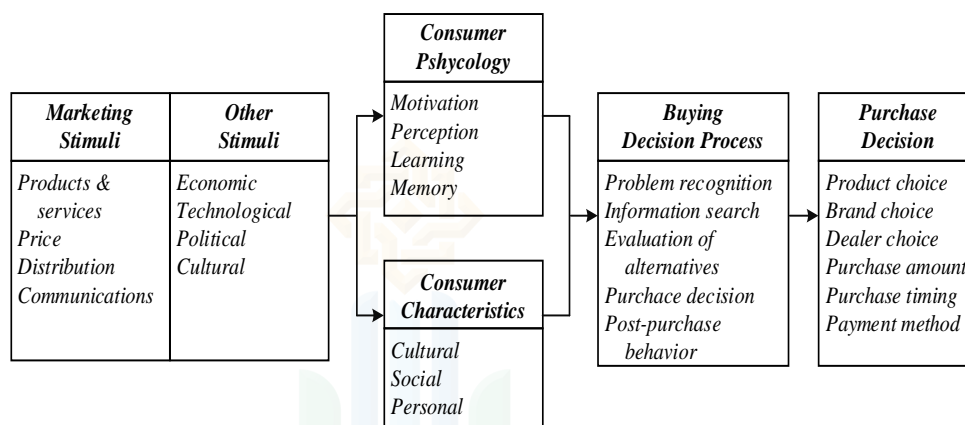 Marketing
Stimuli
Products &
services
Price
Distribution
Communications
Other
Stimuli
Economic
Technological
Political
Cultural
Consumer
Pshycology
Motivation
Perception
Learning
Memory
Consumer
Characteristics
Cultural
Social
Personal
Buying
Decision Process
Problem recognition
Information search
Evaluation of
alternatives
Purchace decision
Post-purchase
behavior
Purchase
Decision
Product choice
Brand choice
Dealer choice
Purchase amount
Purchase timing
Payment method